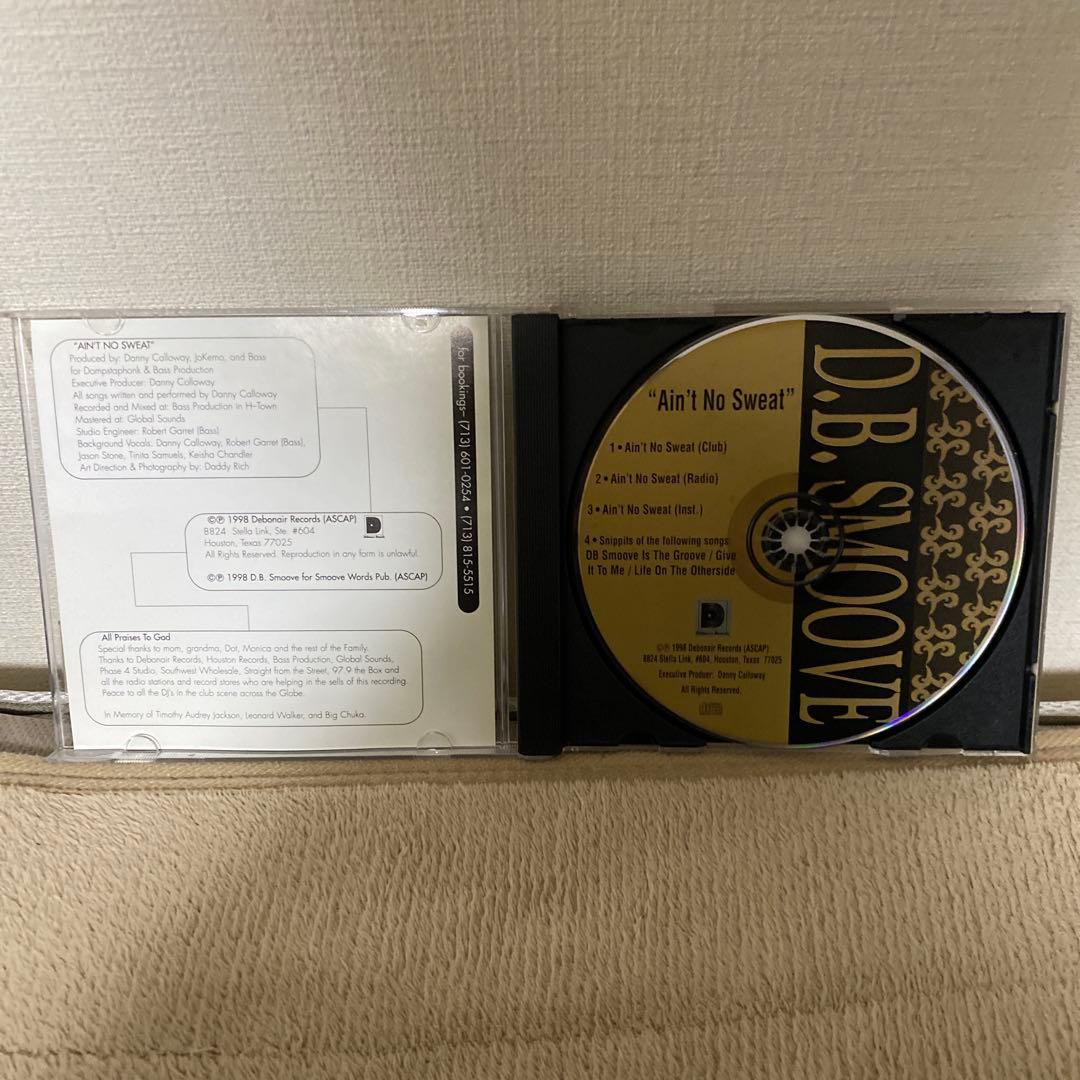 "AIN'T NO SWEAT"
Produced by: Danny Calloway, JoKemo, and Bass
for Dompstaphonk & Bass Production
Executive Producer: Danny Calloway
All songs written and performed by Danny Calloway
Recorded and Mixed at: Bass Production in H-Town
Mastered at: Global Sounds
Studio Engineer: Robert Garret (Bass)
Background Vocals: Danny Calloway, Robert Garret (Bass),
Jason Stone, Tinita Samuels, Keisha Chandler
Art Direction & Photography by: Daddy Rich
©℗ 1998 Debonair Records (ASCAP)
8824 Stella Link, Ste. #604
Houston, Texas 77025
All Rights Reserved. Reproduction in any form is unlawful.
©℗ 1998 D.B. Smoove for Smoove Words Pub. (ASCAP)
All Praises To God
Special thanks to mom, grandma, Dot, Monica and the rest of the Family.
Thanks to Debonair Records, Houston Records, Bass Production, Global Sounds,
Phase 4 Studio, Southwest Wholesale, Straight from the Street, 97.9 the Box and
all the radio stations and record stores who are helping in the sells of this recording.
Peace to all the DJ's in the club scene across the Globe.
In Memory of Timothy Audrey Jackson, Leonard Walker, and Big Chuka.
for bookings– (713) 601-0254 • (713) 815-5515
"Ain't No Sweat"
1 • Ain't No Sweat (Club)
2 • Ain't No Sweat (Radio)
3 • Ain't No Sweat (Inst.)
4 • Snippits of the following songs:
DB Smoove Is The Groove / Give
It To Me / Life On The Otherside
D
©℗ 1998 Debonair Records (ASCAP)
8824 Stella Link, #604, Houston, Texas 77025
Executive Produer: Danny Calloway
All Rights Reserved.
D.B. SMOOVE